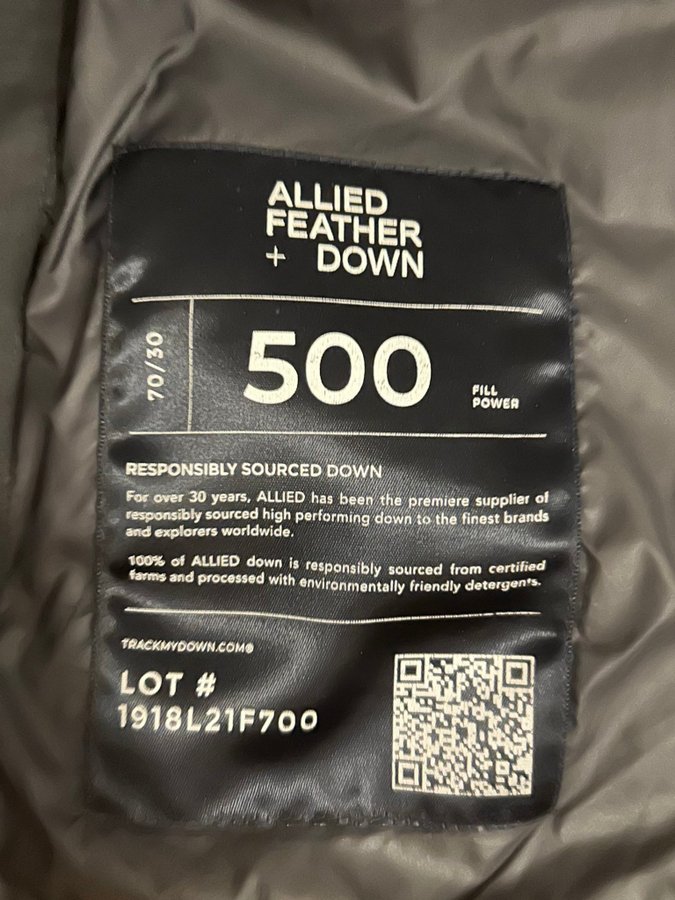 ALLIED
FEATHER
+ DOWN
70/30
500
FILL
POWER
RESPONSIBLY SOURCED DOWN
For over 30 years, ALLIED has been the premiere supplier of
responsibly sourced high performing down to the finest brands
and explorers worldwide.
100% of ALLIED down is responsibly sourced from certified
farms and processed with environmentally friendly detergents.
TRACKMYDOWN.COM®
LOT #
1918L21F700